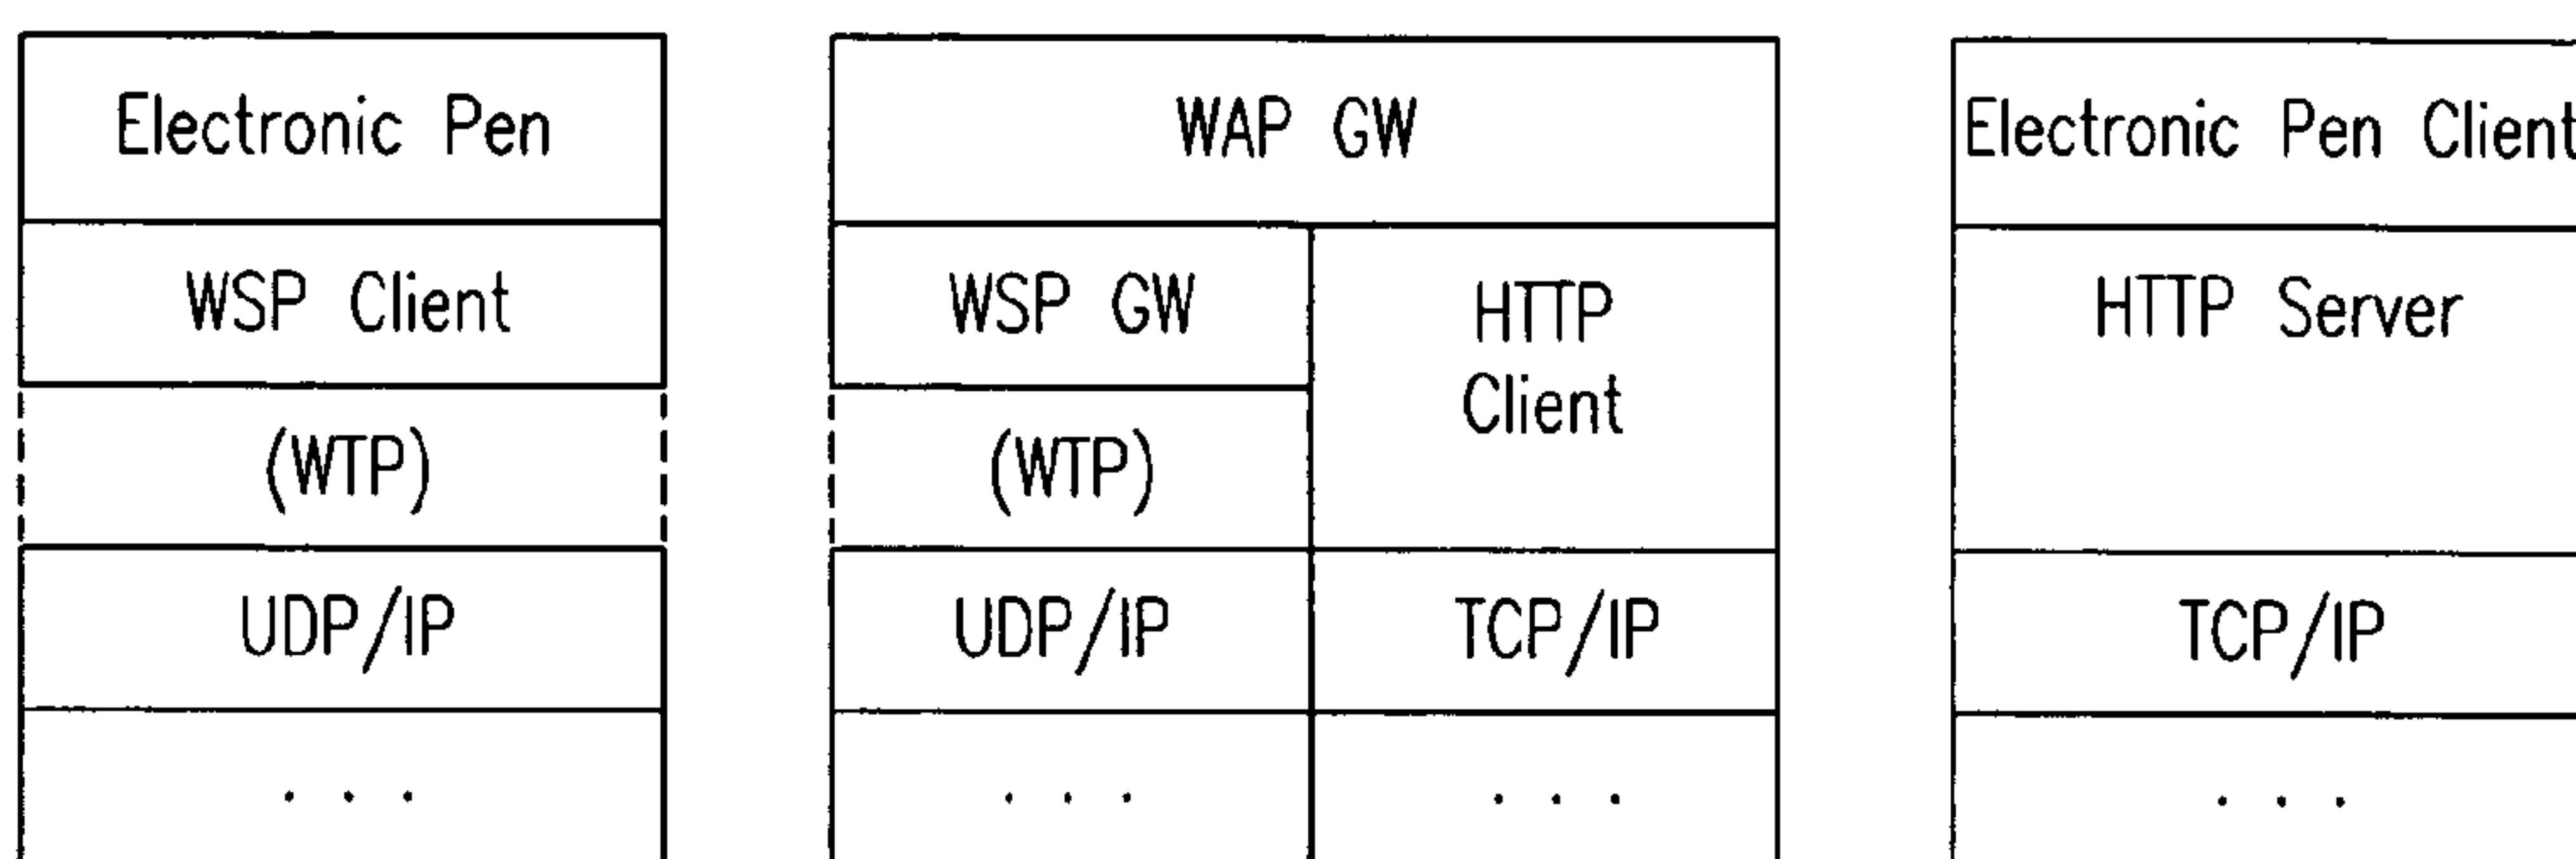 Electronic Pen
WSP Client
(WTP)
UDP/IP
. . .
WAP GW
WSP GW
(WTP)
UDP/IP
. . .
HTTP
Client
TCP/IP
. . .
Electronic Pen Client
HTTP Server
TCP/IP
. . .